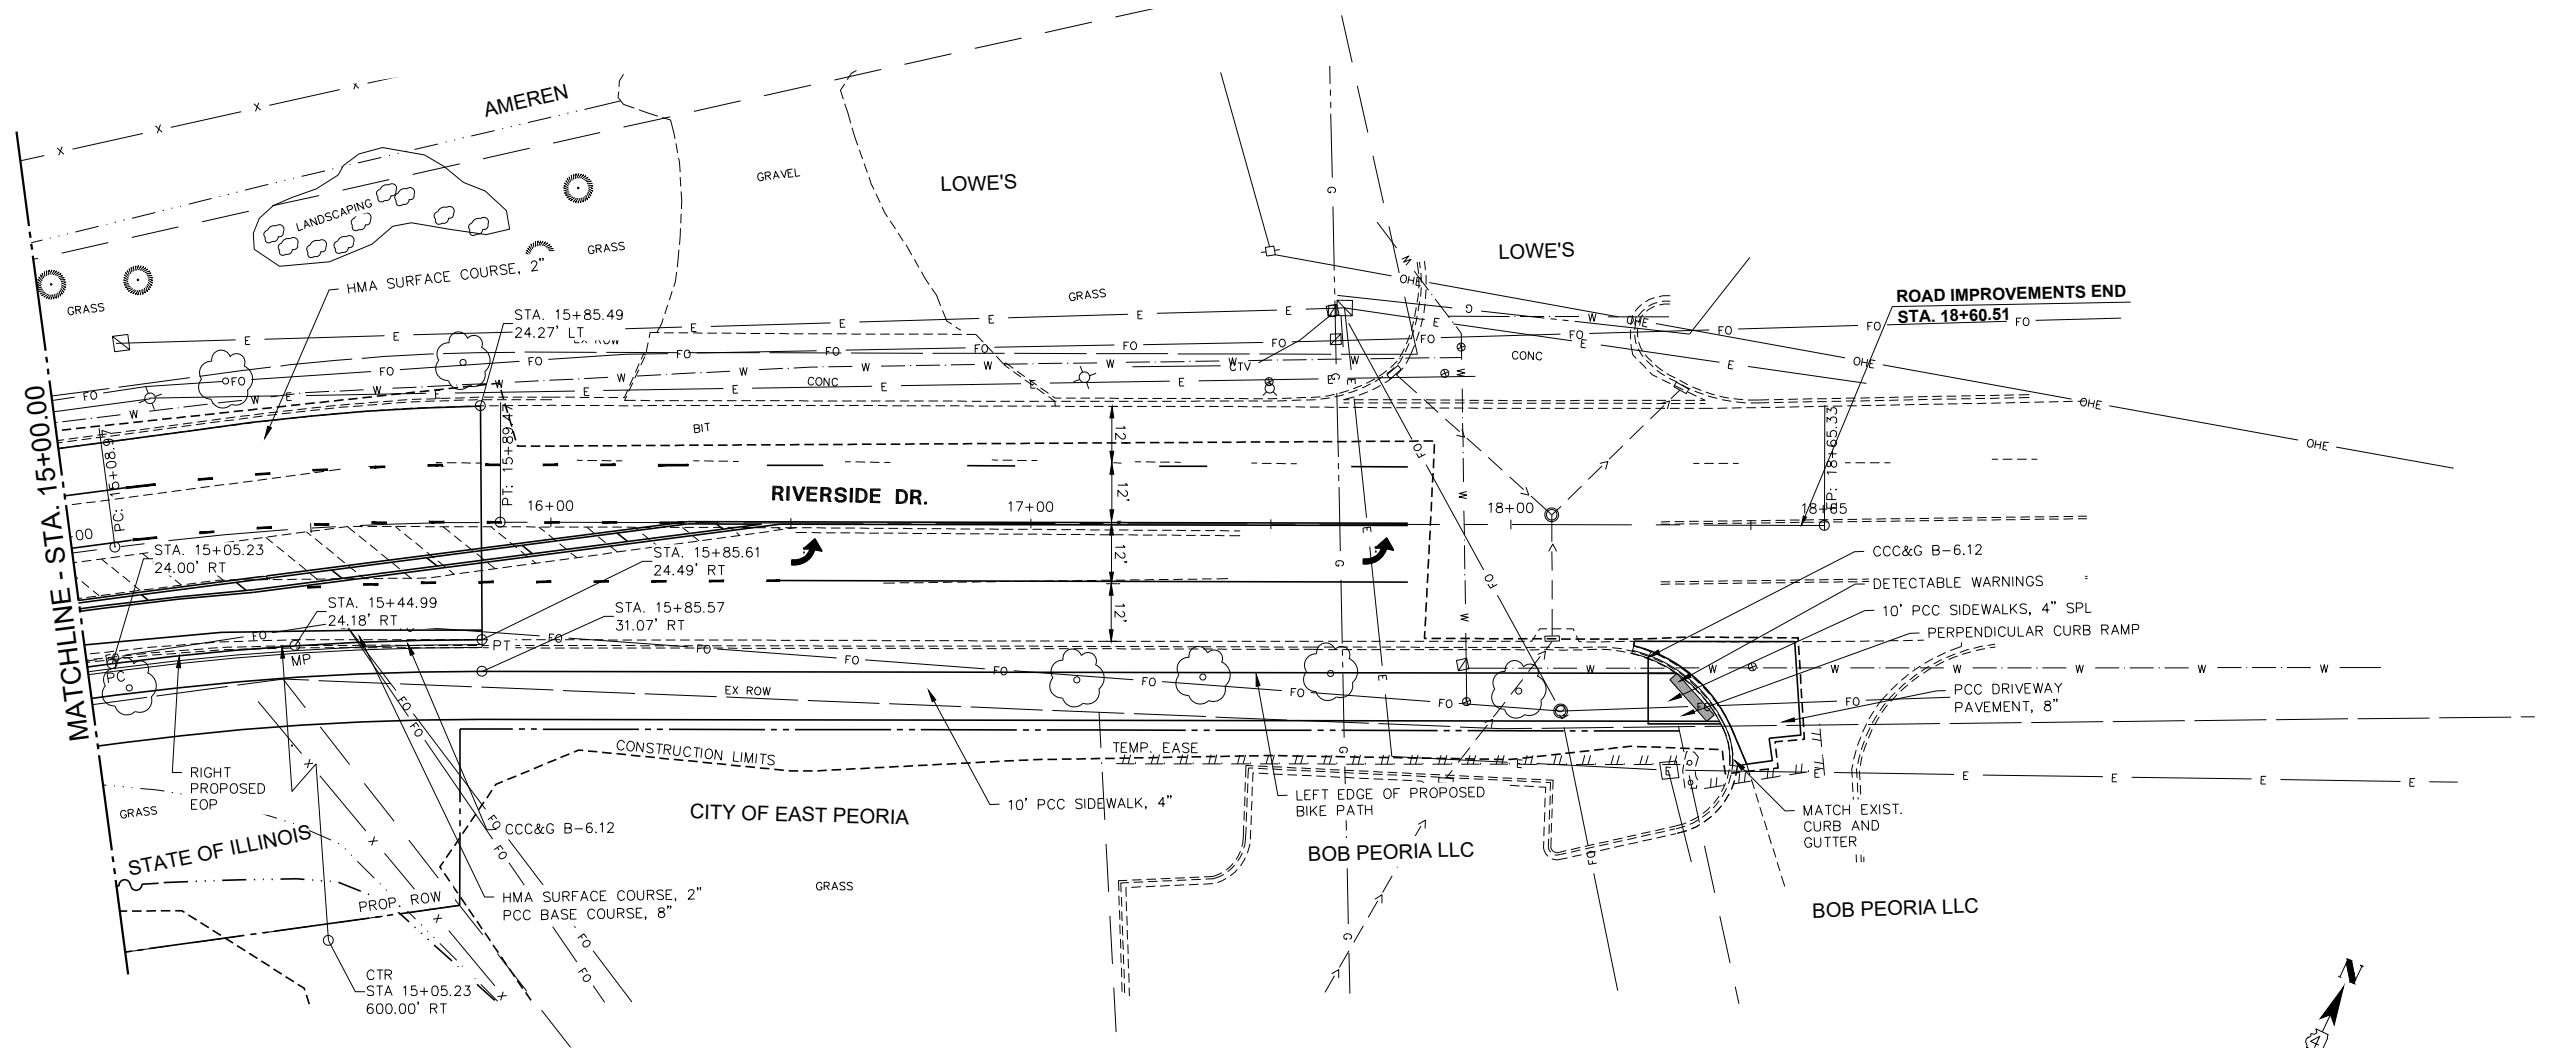 AMEREN
LANDSCAPING
GRAVEL
LOWE'S
LOWE'S
GRASS
GRASS
GRASS
HMA SURFACE COURSE, 2"
STA. 15+85.49
24.27' LT
EX ROW
ROAD IMPROVEMENTS END
STA. 18+60.51
CONC
CONC
CTV
BIT
MATCHLINE - STA. 15+00.00
PC: 15+08.97
PT: 15+89.47
RIVERSIDE DR.
00
16+00
17+00
18+00
18+65
12'
12'
12'
12'
STA. 15+05.23
24.00' RT
STA. 15+85.61
24.49' RT
STA. 15+44.99
24.18' RT
STA. 15+85.57
31.07' RT
PC
MP
PT
CCC&G B-6.12
DETECTABLE WARNINGS
10' PCC SIDEWALKS, 4" SPL
PERPENDICULAR CURB RAMP
PCC DRIVEWAY
PAVEMENT, 8"
EX ROW
CONSTRUCTION LIMITS
TEMP. EASE
RIGHT
PROPOSED
EOP
GRASS
STATE OF ILLINOIS
CITY OF EAST PEORIA
10' PCC SIDEWALK, 4"
LEFT EDGE OF PROPOSED
BIKE PATH
MATCH EXIST.
CURB AND
GUTTER
CCC&G B-6.12
BOB PEORIA LLC
BOB PEORIA LLC
GRASS
HMA SURFACE COURSE, 2"
PCC BASE COURSE, 8"
PROP. ROW
CTR
STA 15+05.23
600.00' RT
N
4